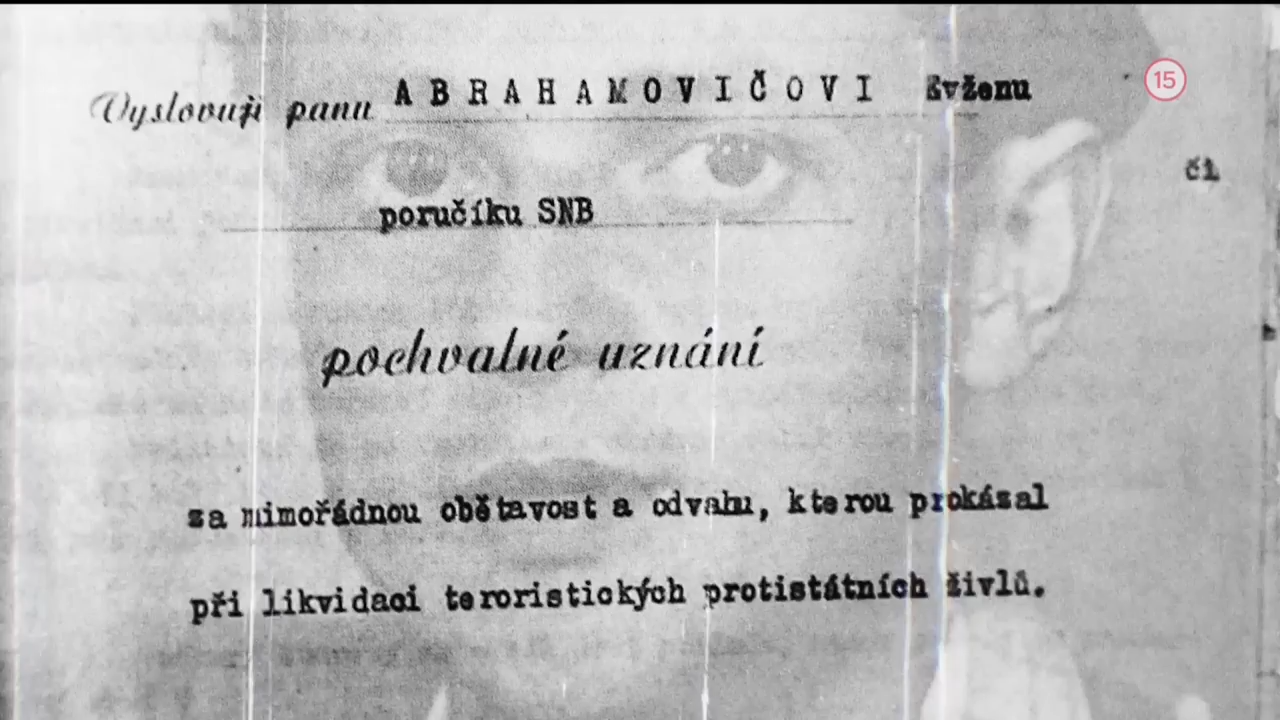 Vyslovuji panu ABRAHAMOVIČOVI Evženu
15
či
poručíku SNB
pochvalné uznání
za mimořádnou obětavost a odvahu, kterou prokázal
při likvidaci teroristických protistátních živlů.